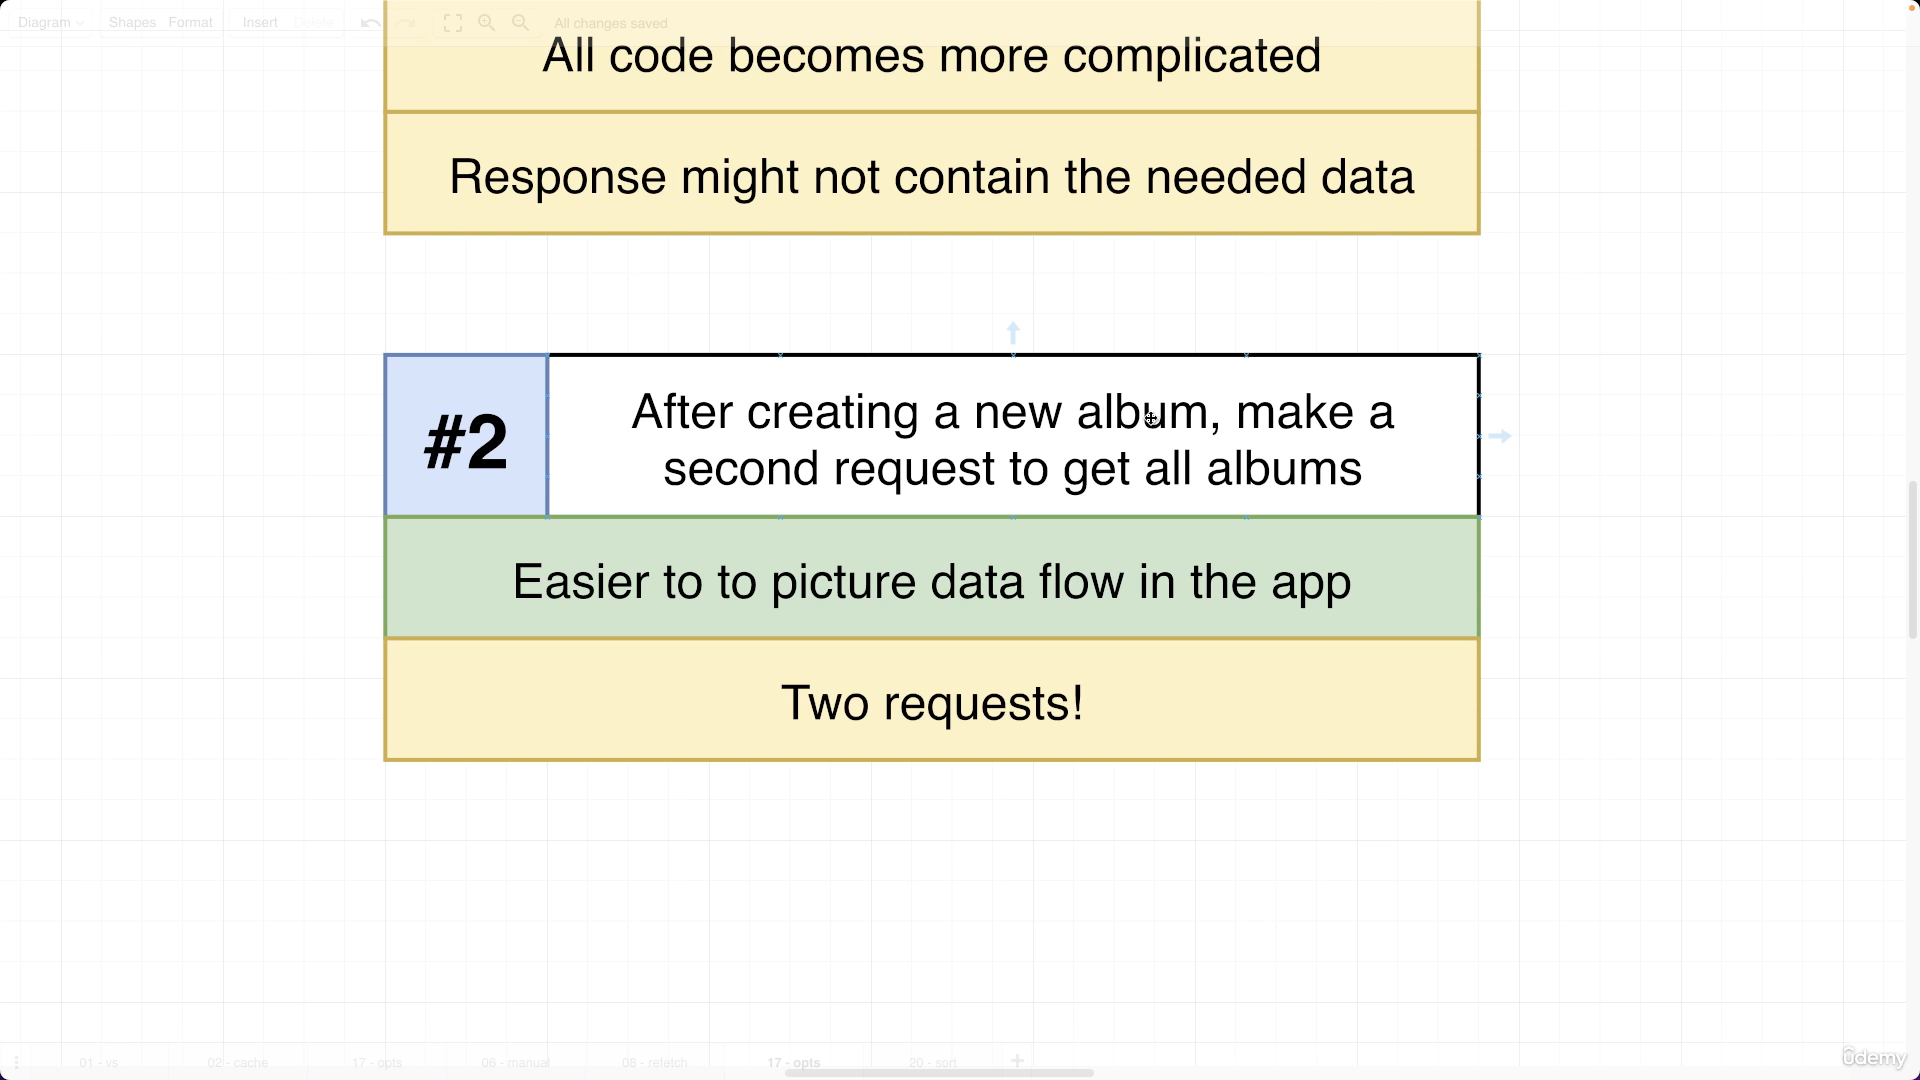 Diagram Shapes Format Insert Delete All changes saved
All code becomes more complicated
Response might not contain the needed data
#2
After creating a new album, make a
second request to get all albums
Easier to to picture data flow in the app
Two requests!
01 - vs 02 - cache 17 - opts 06 - manual 08 - refetch 17 - opts 20 - sort
ûdemy